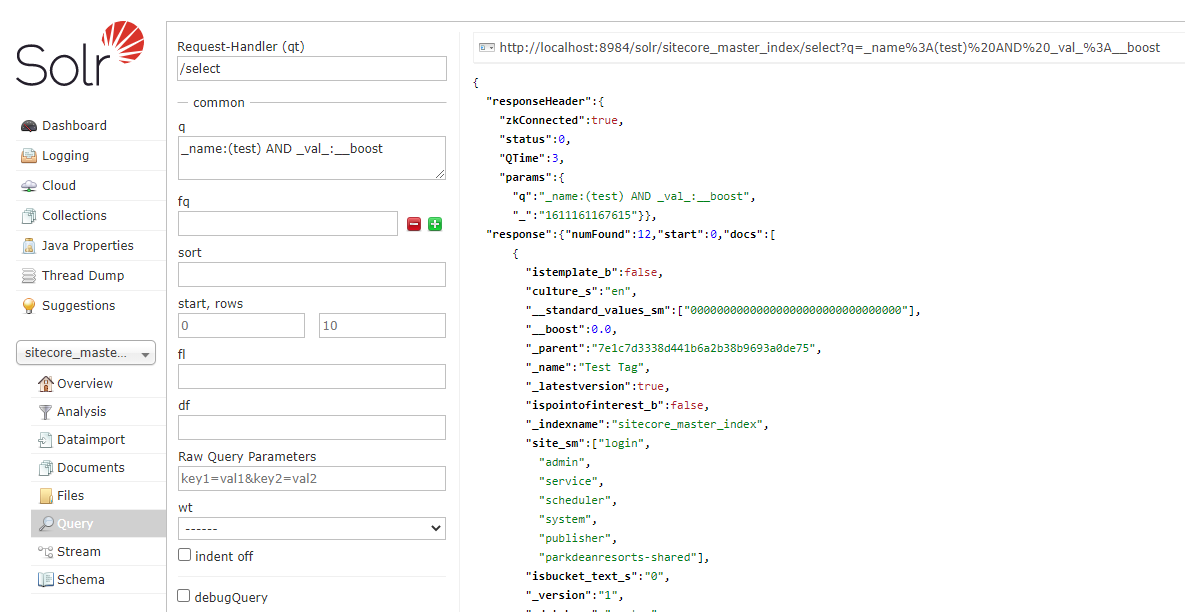 Solr
Dashboard
Logging
Cloud
Collections
Java Properties
Thread Dump
Suggestions
sitecore_maste...
Overview
Analysis
Dataimport
Documents
Files
Query
Stream
Schema
Request-Handler (qt)
/select
common
q
_name:(test) AND _val_:__boost
fq
sort
start, rows
0 10
fl
df
Raw Query Parameters
key1=val1&key2=val2
wt
------
indent off
debugQuery
http://localhost:8984/solr/sitecore_master_index/select?q=_name%3A(test)%20AND%20_val_%3A__boost
{
"responseHeader":{
"zkConnected":true,
"status":0,
"QTime":3,
"params":{
"q":"_name:(test) AND _val_:__boost",
"_":"1611161167615"}},
"response":{"numFound":12,"start":0,"docs":[
{
"istemplate_b":false,
"culture_s":"en",
"__standard_values_sm":["00000000000000000000000000000000"],
"__boost":0.0,
"_parent":"7e1c7d3338d441b6a2b38b9693a0de75",
"_name":"Test Tag",
"_latestversion":true,
"ispointofinterest_b":false,
"_indexname":"sitecore_master_index",
"site_sm":["login",
"admin",
"service",
"scheduler",
"system",
"publisher",
"parkdeanresorts-shared"],
"isbucket_text_s":"0",
"_version":"1",